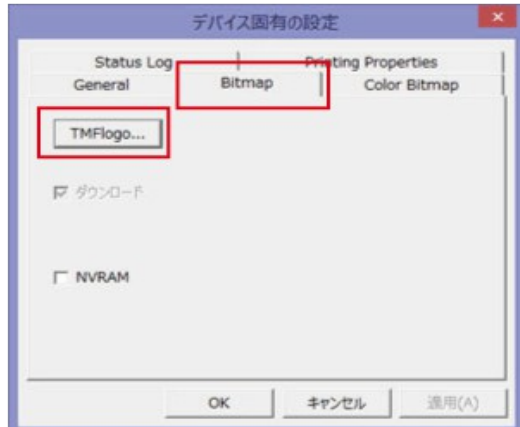 デバイス固有の設定
Status Log Printing Properties
General Bitmap Color Bitmap
TMFlogo...
ダウンロード
NVRAM
OK キャンセル 適用(A)